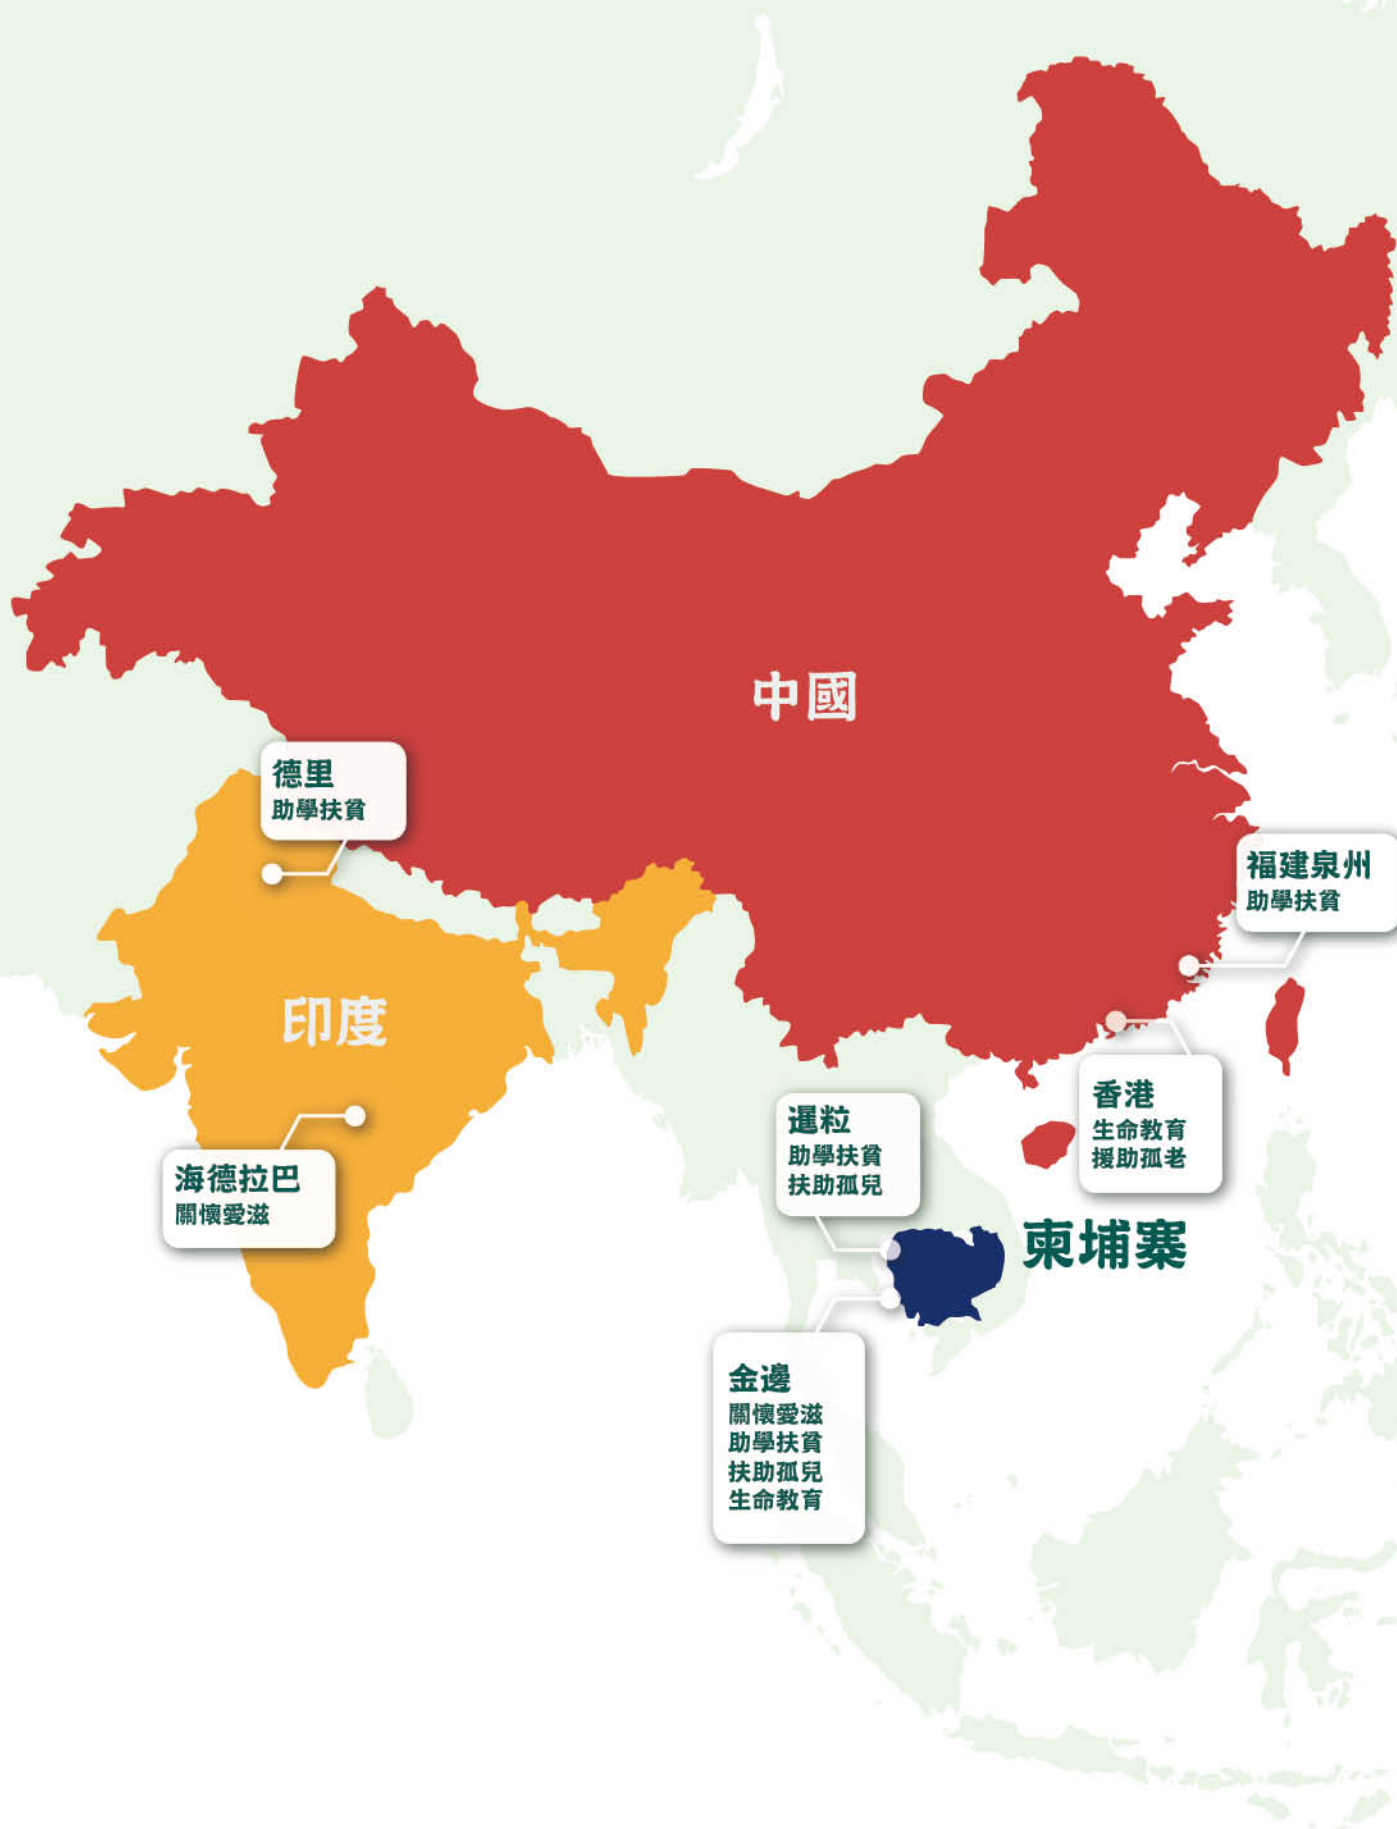 中國
德里
助學扶貧
福建泉州
助學扶貧
印度
香港
生命教育
援助孤老
暹粒
助學扶貧
扶助孤兒
海德拉巴
關懷愛滋
柬埔寨
金邊
關懷愛滋
助學扶貧
扶助孤兒
生命教育